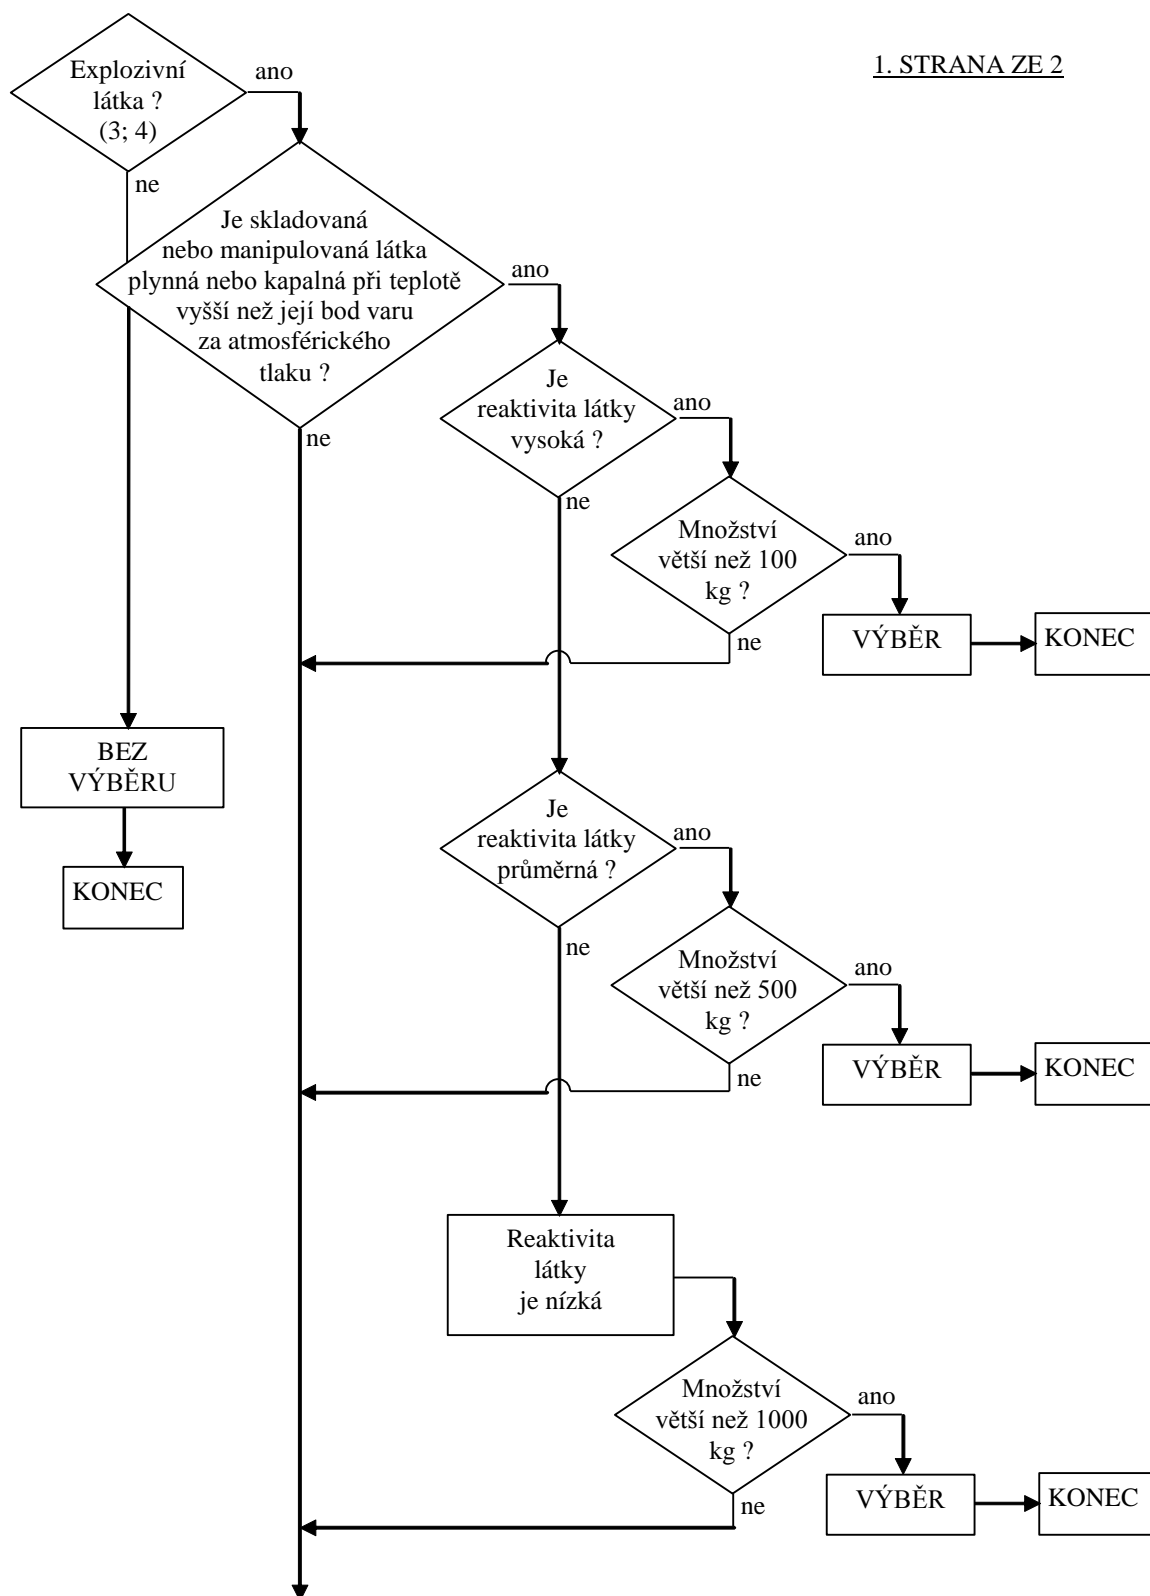 1. STRANA ZE 2
Explozivní
látka ?
(3; 4)
ano
ne
Je skladovaná
nebo manipulovaná látka
plynná nebo kapalná při teplotě
vyšší než její bod varu
za atmosférického
tlaku ?
ano
ne
Je
reaktivita látky
vysoká ?
ano
ne
Množství
větší než 100
kg ?
ano
ne
VÝBĚR
KONEC
BEZ
VÝBĚRU
KONEC
Je
reaktivita látky
průměrná ?
ano
ne
Množství
větší než 500
kg ?
ano
ne
VÝBĚR
KONEC
Reaktivita
látky
je nízká
Množství
větší než 1000
kg ?
ano
ne
VÝBĚR
KONEC